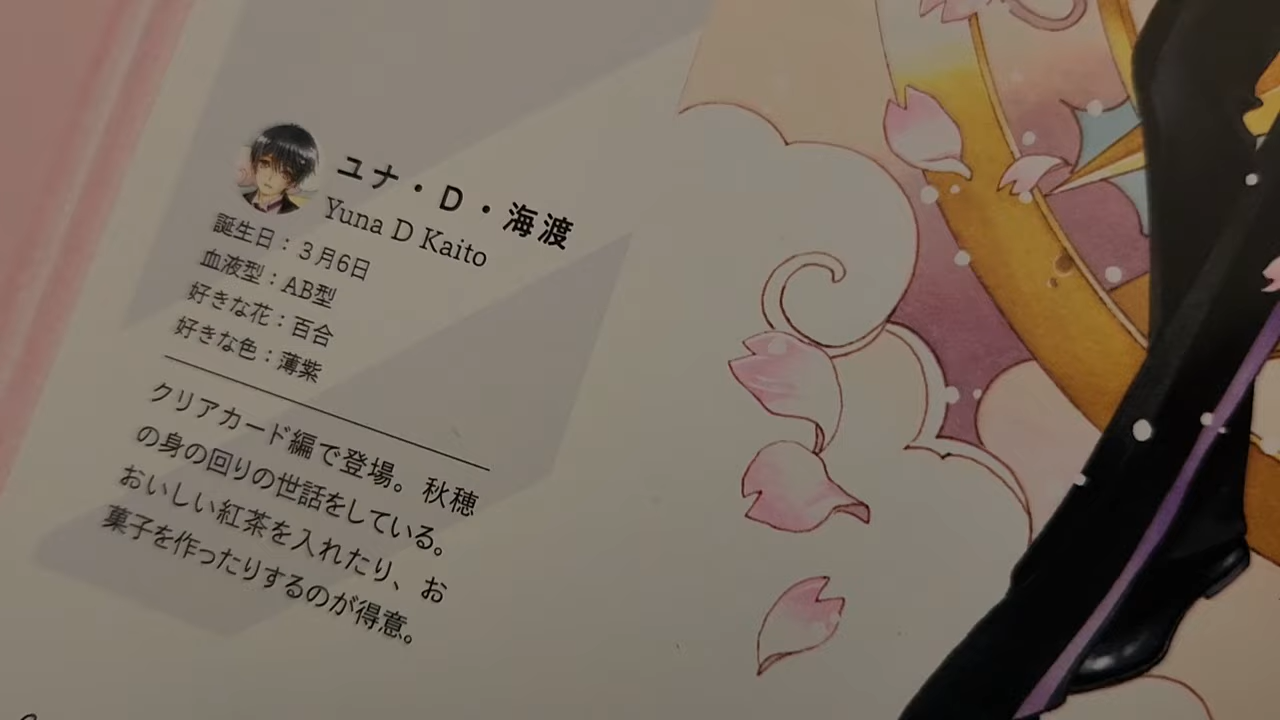 ユナ・D・海渡
Yuna D Kaito
誕生日：3月6日
血液型：AB型
好きな花：百合
好きな色：薄紫
クリアカード編で登場。秋穂
の身の回りの世話をしている。
おいしい紅茶を入れたり、お
菓子を作ったりするのが得意。